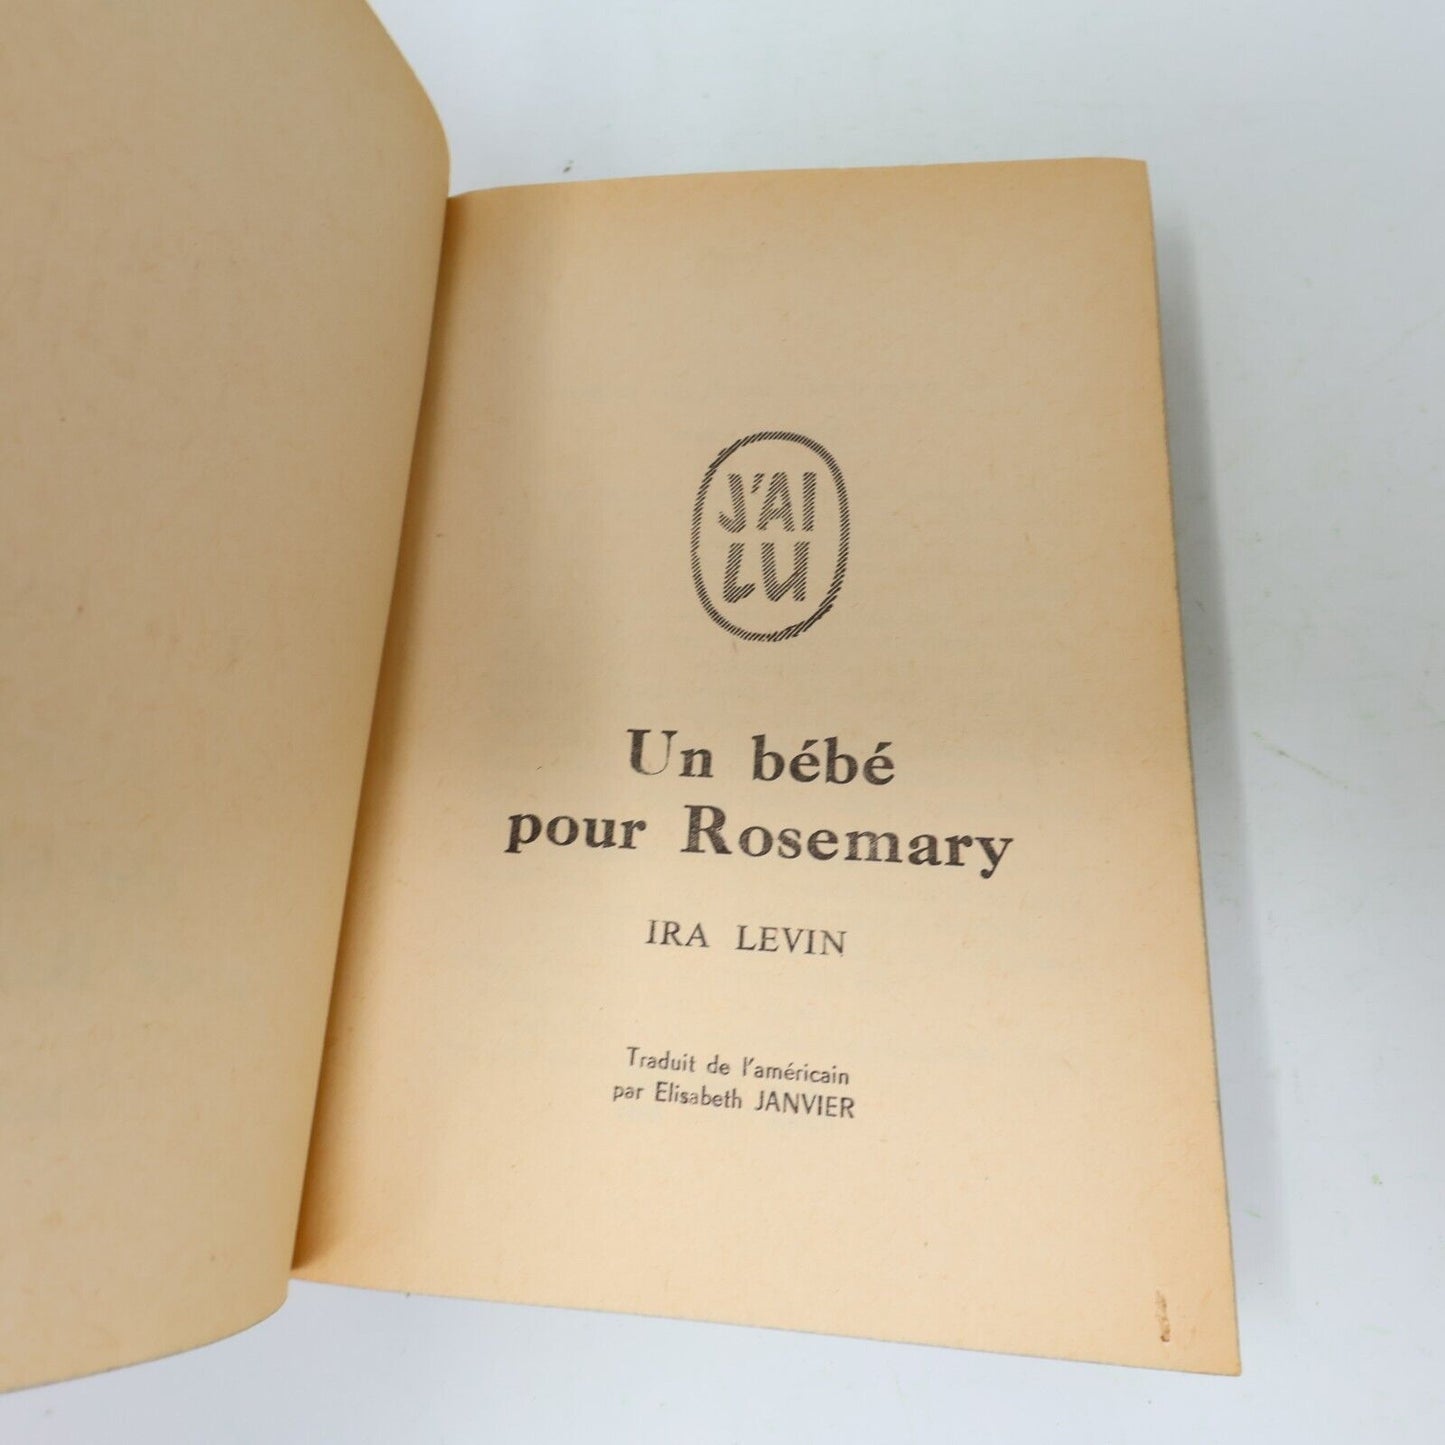 J'AI
LU
Un bébé
pour Rosemary
IRA LEVIN
Traduit de l'américain
par Elisabeth JANVIER